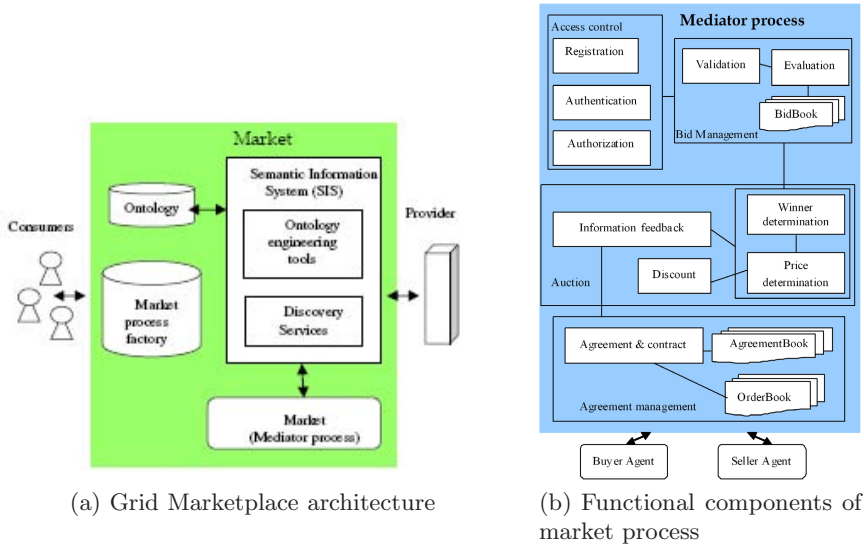 Market
Semantic Information
System (SIS)
Ontology
Ontology
engineering
tools
Provider
Consumers
Market
process
factory
Discovery
Services
Market
(Mediator process)
(a) Grid Marketplace architecture
Mediator process
Access control
Registration
Authentication
Authorization
Validation
Evaluation
BidBook
Bid Management
Winner
determination
Information feedback
Discount
Price
determination
Auction
Agreement & contract
AgreementBook
OrderBook
Agreement management
Buyer Agent
Seller Agent
(b) Functional components of
market process